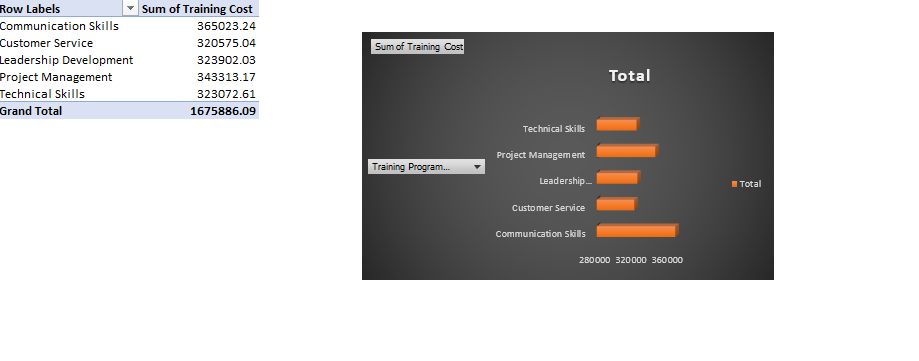 Row Labels Sum of Training Cost
Communication Skills 365023.24
Customer Service 320575.04
Leadership Development 323902.03
Project Management 343313.17
Technical Skills 323072.61
Grand Total 1675886.09
Sum of Training Cost
Total
Technical Skills
Project Management
Training Program...
Leadership...
Total
Customer Service
Communication Skills
280000 320000 360000